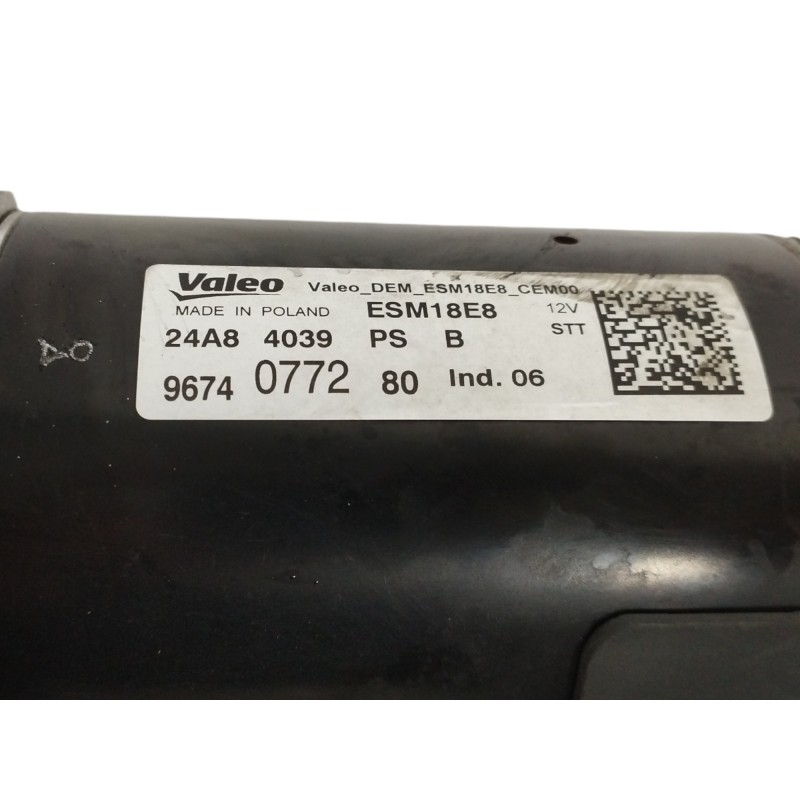 Valeo Valeo_DEM_ESM18E8_CEM00
MADE IN POLAND ESM18E8 12V
STT
24A8 4039 PS B
9674 0772 80 Ind. 06